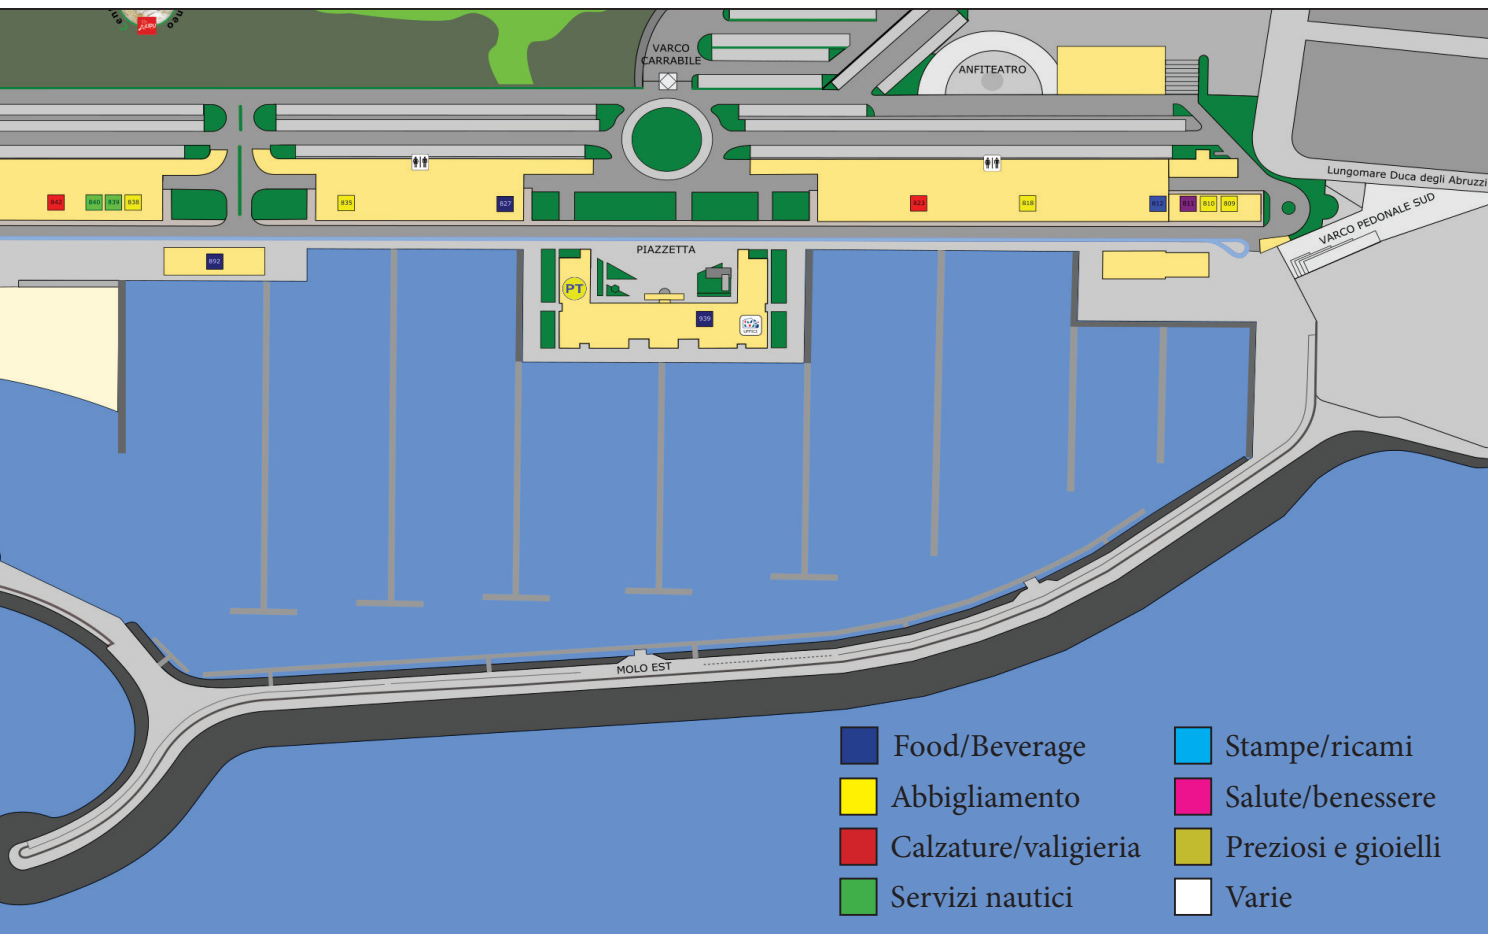 VARCO
CARRABILE
ANFITEATRO
Lungomare Duca degli Abruzzi
VARCO PEDONALE SUD
842
840
839
838
835
827
823
818
812
811
810
809
PIAZZETTA
892
PT
939
UFFICI
MOLO EST
Food/Beverage
Abbigliamento
Calzature/valigieria
Servizi nautici
Stampe/ricami
Salute/benessere
Preziosi e gioielli
Varie